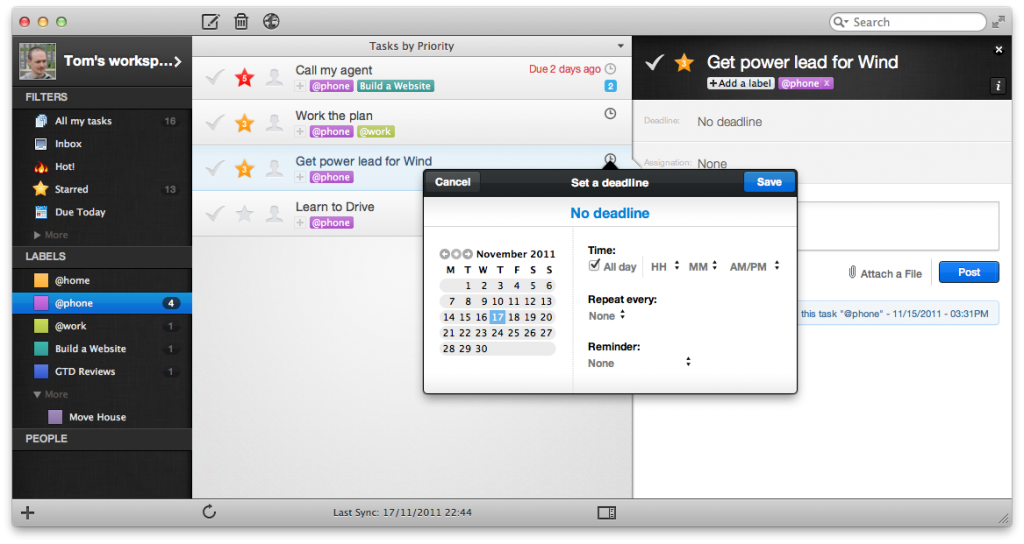 Search
Tom's worksp...
FILTERS
All my tasks 16
Inbox
Hot!
Starred 13
Due Today
More
LABELS
@home
@phone 4
@work 1
Build a Website 1
GTD Reviews 1
More
Move House
PEOPLE
Tasks by Priority
5 Call my agent Due 2 days ago
+ @phone Build a Website 2
3 Work the plan
+ @phone @work
3 Get power lead for Wind
+ @phone
Learn to Drive
+ @phone
Last Sync: 17/11/2011 22:44
3 Get power lead for Wind
+Add a label @phone x
i
Deadline: No deadline
Assignation: None
Attach a File Post
this task "@phone" - 11/15/2011 - 03:31PM
Cancel Set a deadline Save
No deadline
November 2011
M T W T F S S
1 2 3 4 5 6
7 8 9 10 11 12 13
14 15 16 17 18 19 20
21 22 23 24 25 26 27
28 29 30
Time:
All day HH MM AM/PM
Repeat every:
None
Reminder:
None